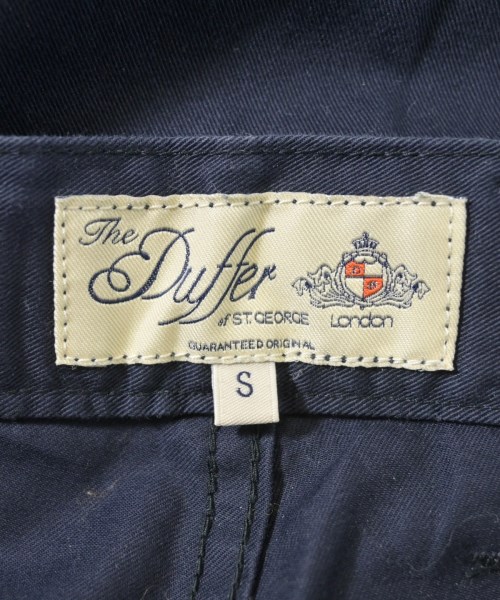 The
Duffer
of ST. GEORGE
London
GUARANTEED ORIGINAL
S